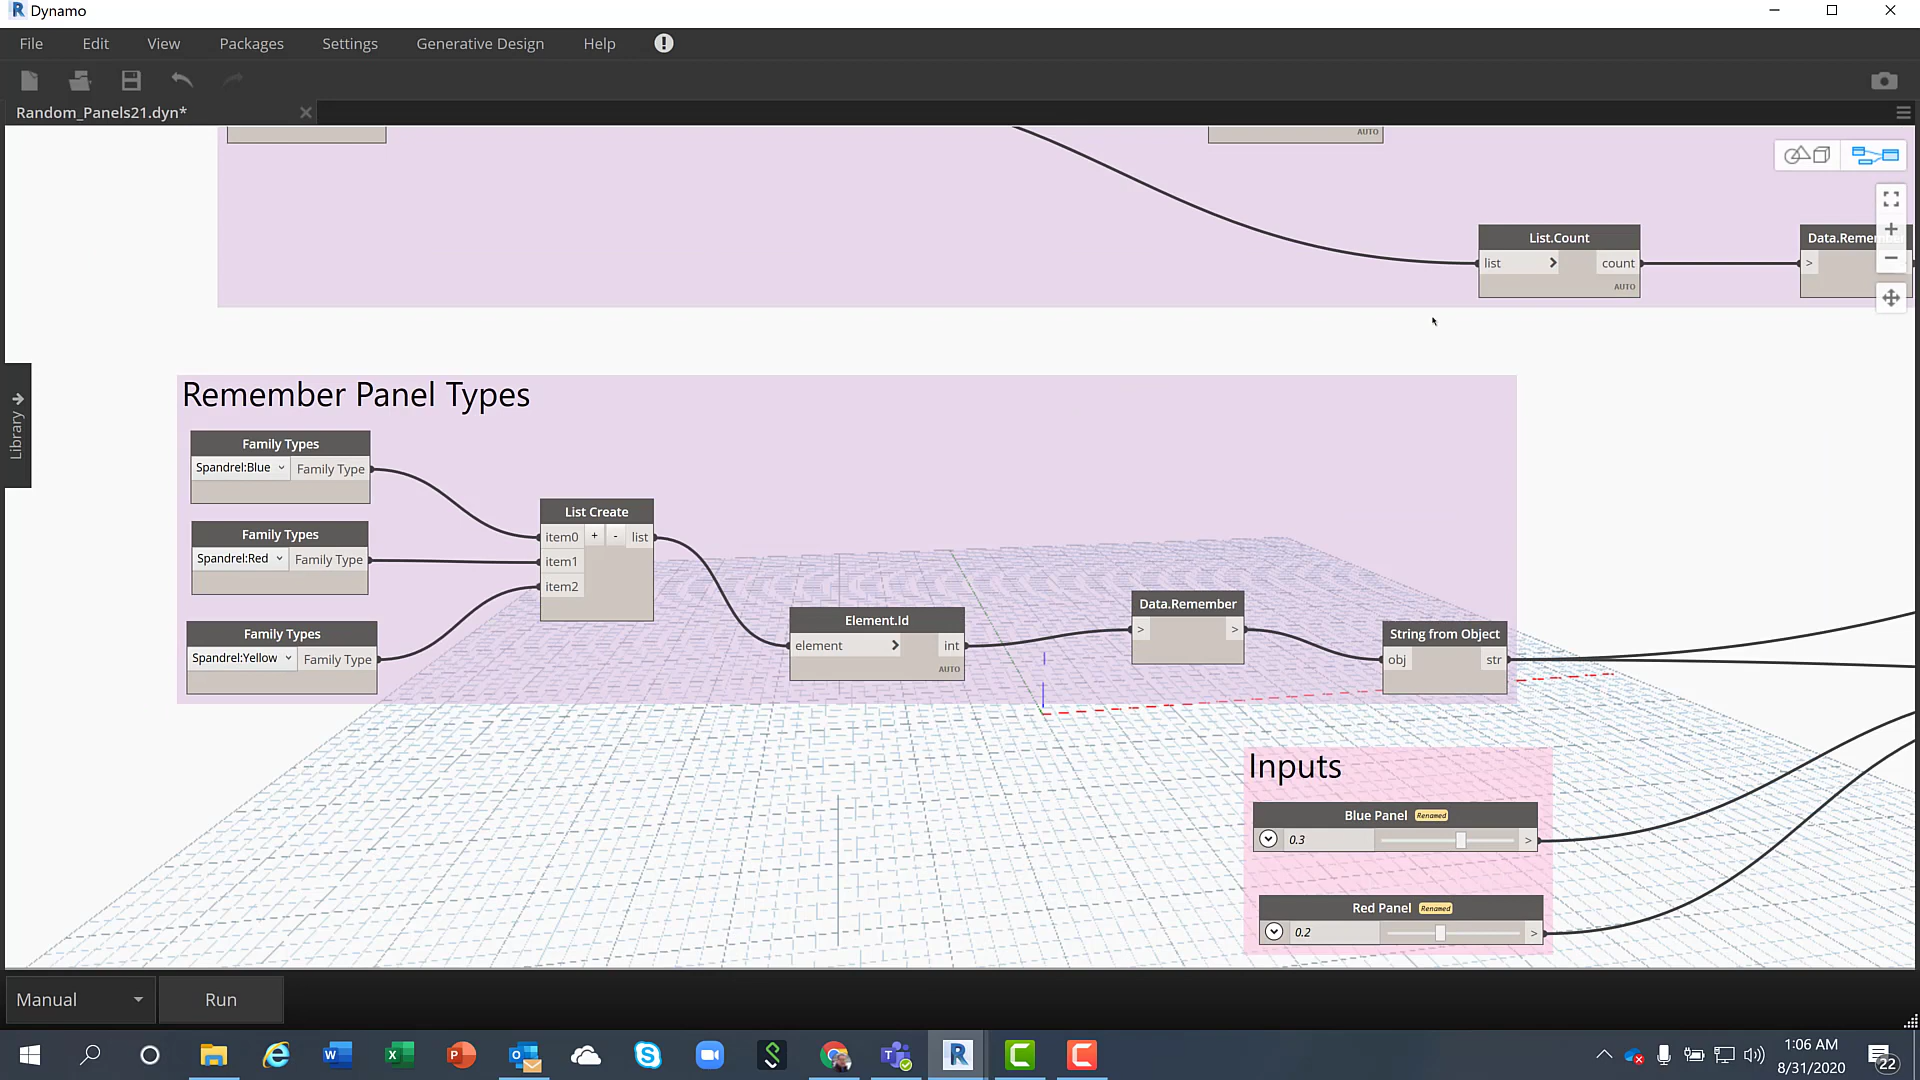 Dynamo
File Edit View Packages Settings Generative Design Help
Random_Panels21.dyn*
AUTO
List.Count
list > count
AUTO
>
Library
Remember Panel Types
Family Types
Spandrel:Blue Family Type
Family Types
Spandrel:Red Family Type
Family Types
Spandrel:Yellow Family Type
List Create
item0 + - list
item1
item2
Element.Id
element > int
AUTO
Data.Remember
> >
String from Object
obj str
Inputs
Blue Panel Renamed
0.3 >
Red Panel Renamed
0.2 >
Manual Run
1:06 AM
8/31/2020
22